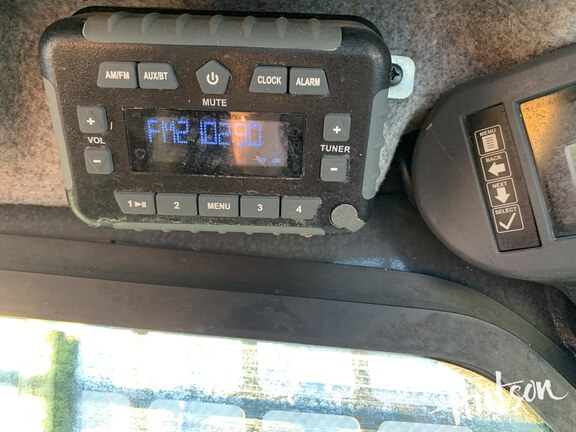 AM/FM AUX/BT CLOCK ALARM
MUTE
+ +
VOL TUNER
- -
FM2 102.90
1 2 MENU 3 4
MENU
BACK
NEXT
SELECT
Hutson